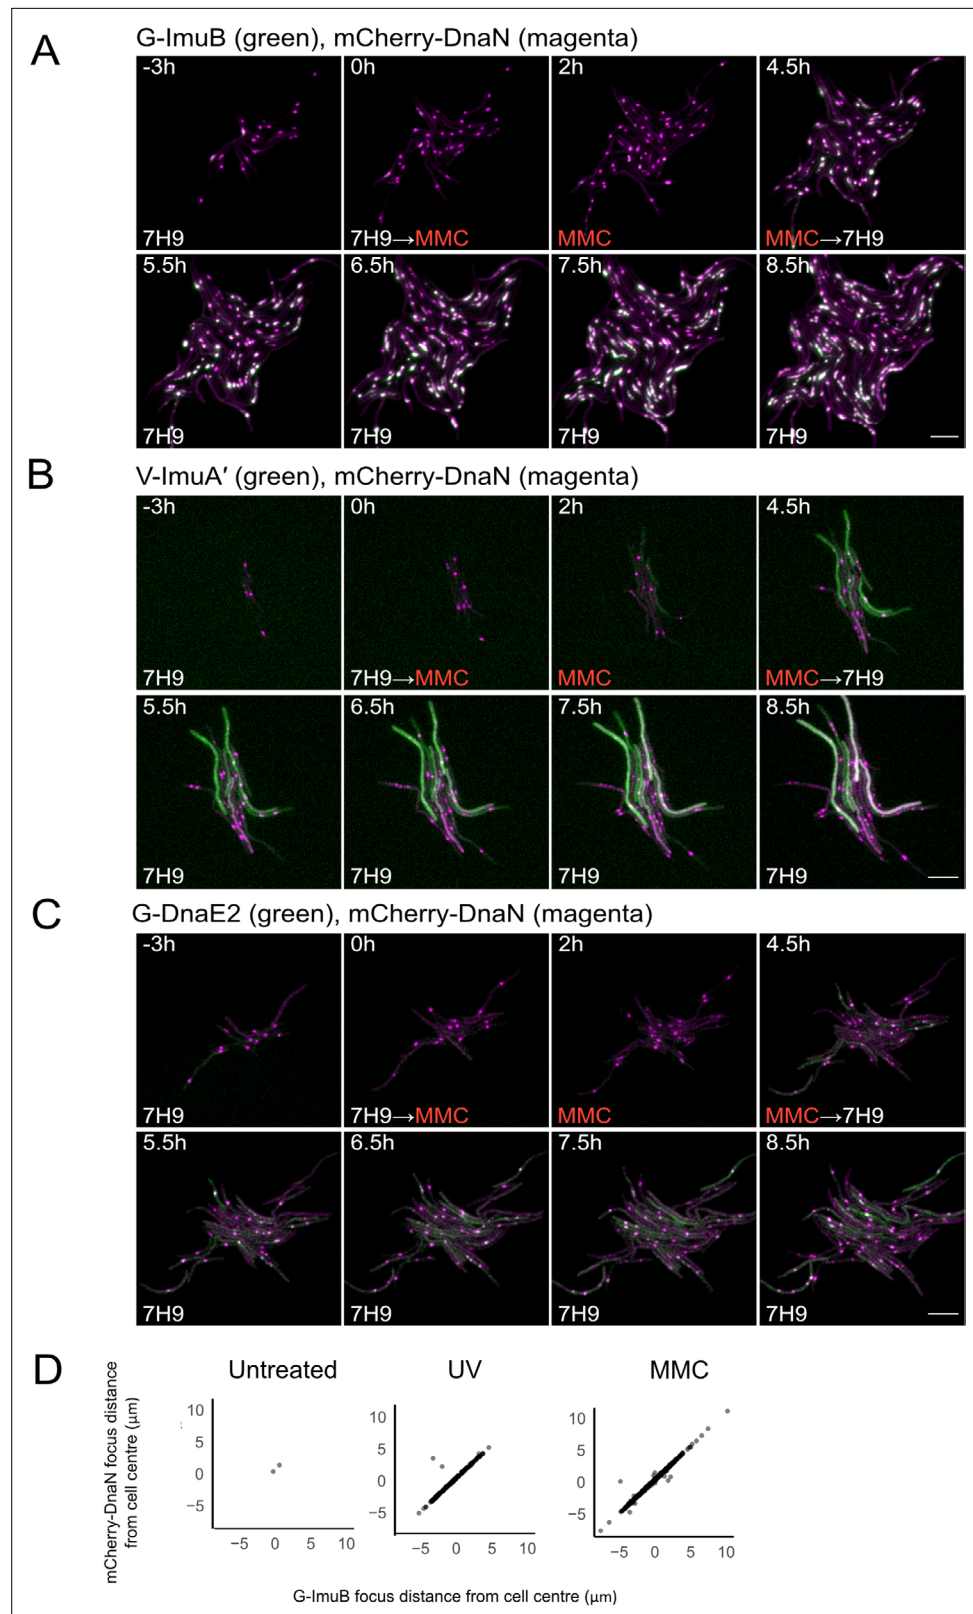 A
G-ImuB (green), mCherry-DnaN (magenta)
-3h
0h
2h
4.5h
7H9
7H9→MMC
MMC
MMC→7H9
5.5h
6.5h
7.5h
8.5h
7H9
7H9
7H9
7H9
B
V-ImuA′ (green), mCherry-DnaN (magenta)
-3h
0h
2h
4.5h
7H9
7H9→MMC
MMC
MMC→7H9
5.5h
6.5h
7.5h
8.5h
7H9
7H9
7H9
7H9
C
G-DnaE2 (green), mCherry-DnaN (magenta)
-3h
0h
2h
4.5h
7H9
7H9→MMC
MMC
MMC→7H9
5.5h
6.5h
7.5h
8.5h
7H9
7H9
7H9
7H9
D
Untreated
UV
MMC
mCherry-DnaN focus distance
from cell centre (μm)
10
5
0
−5
−5 0 5 10
10
5
0
−5
−5 0 5 10
10
5
0
−5
−5 0 5 10
G-ImuB focus distance from cell centre (μm)